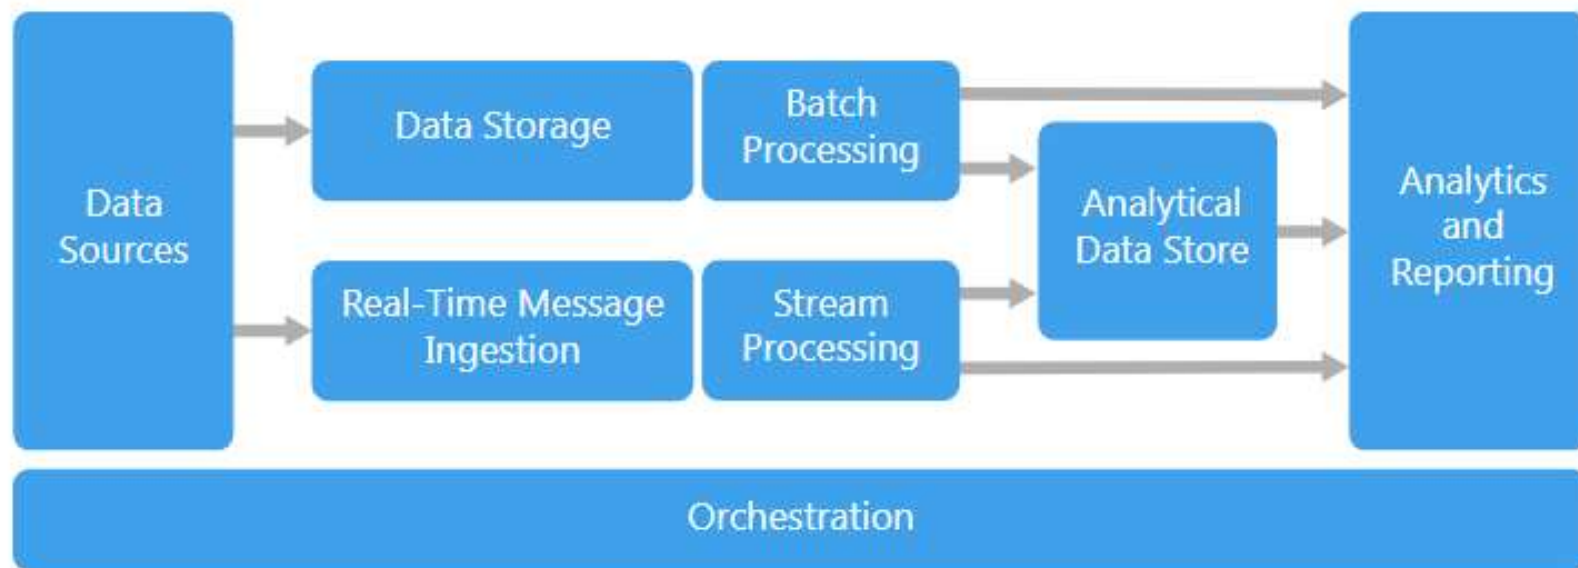 Data
Sources
Data Storage
Batch
Processing
Real-Time Message
Ingestion
Stream
Processing
Analytical
Data Store
Analytics
and
Reporting
Orchestration